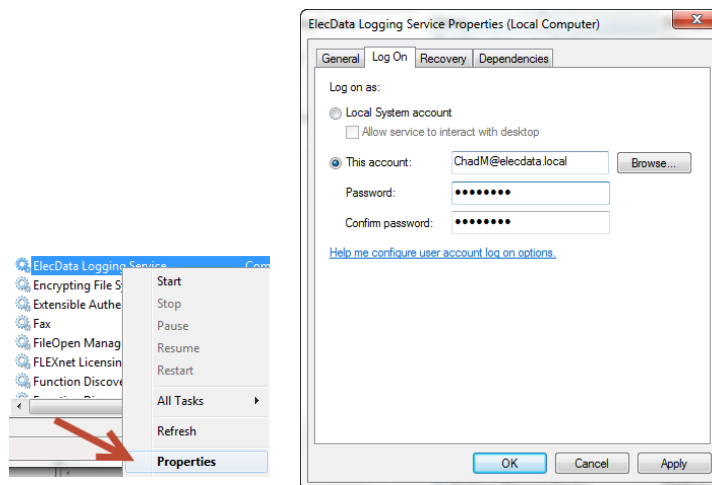 ElecData Logging Service
Encrypting File S
Extensible Authe
Fax
FileOpen Manag
FLEXnet Licensin
Function Discove
Start
Stop
Pause
Resume
Restart
All Tasks
Refresh
Properties
ElecData Logging Service Properties (Local Computer)
General Log On Recovery Dependencies
Log on as:
Local System account
Allow service to interact with desktop
This account: ChadM@elecdata.local Browse...
Password: ••••••••
Confirm password: ••••••••
Help me configure user account log on options.
OK Cancel Apply